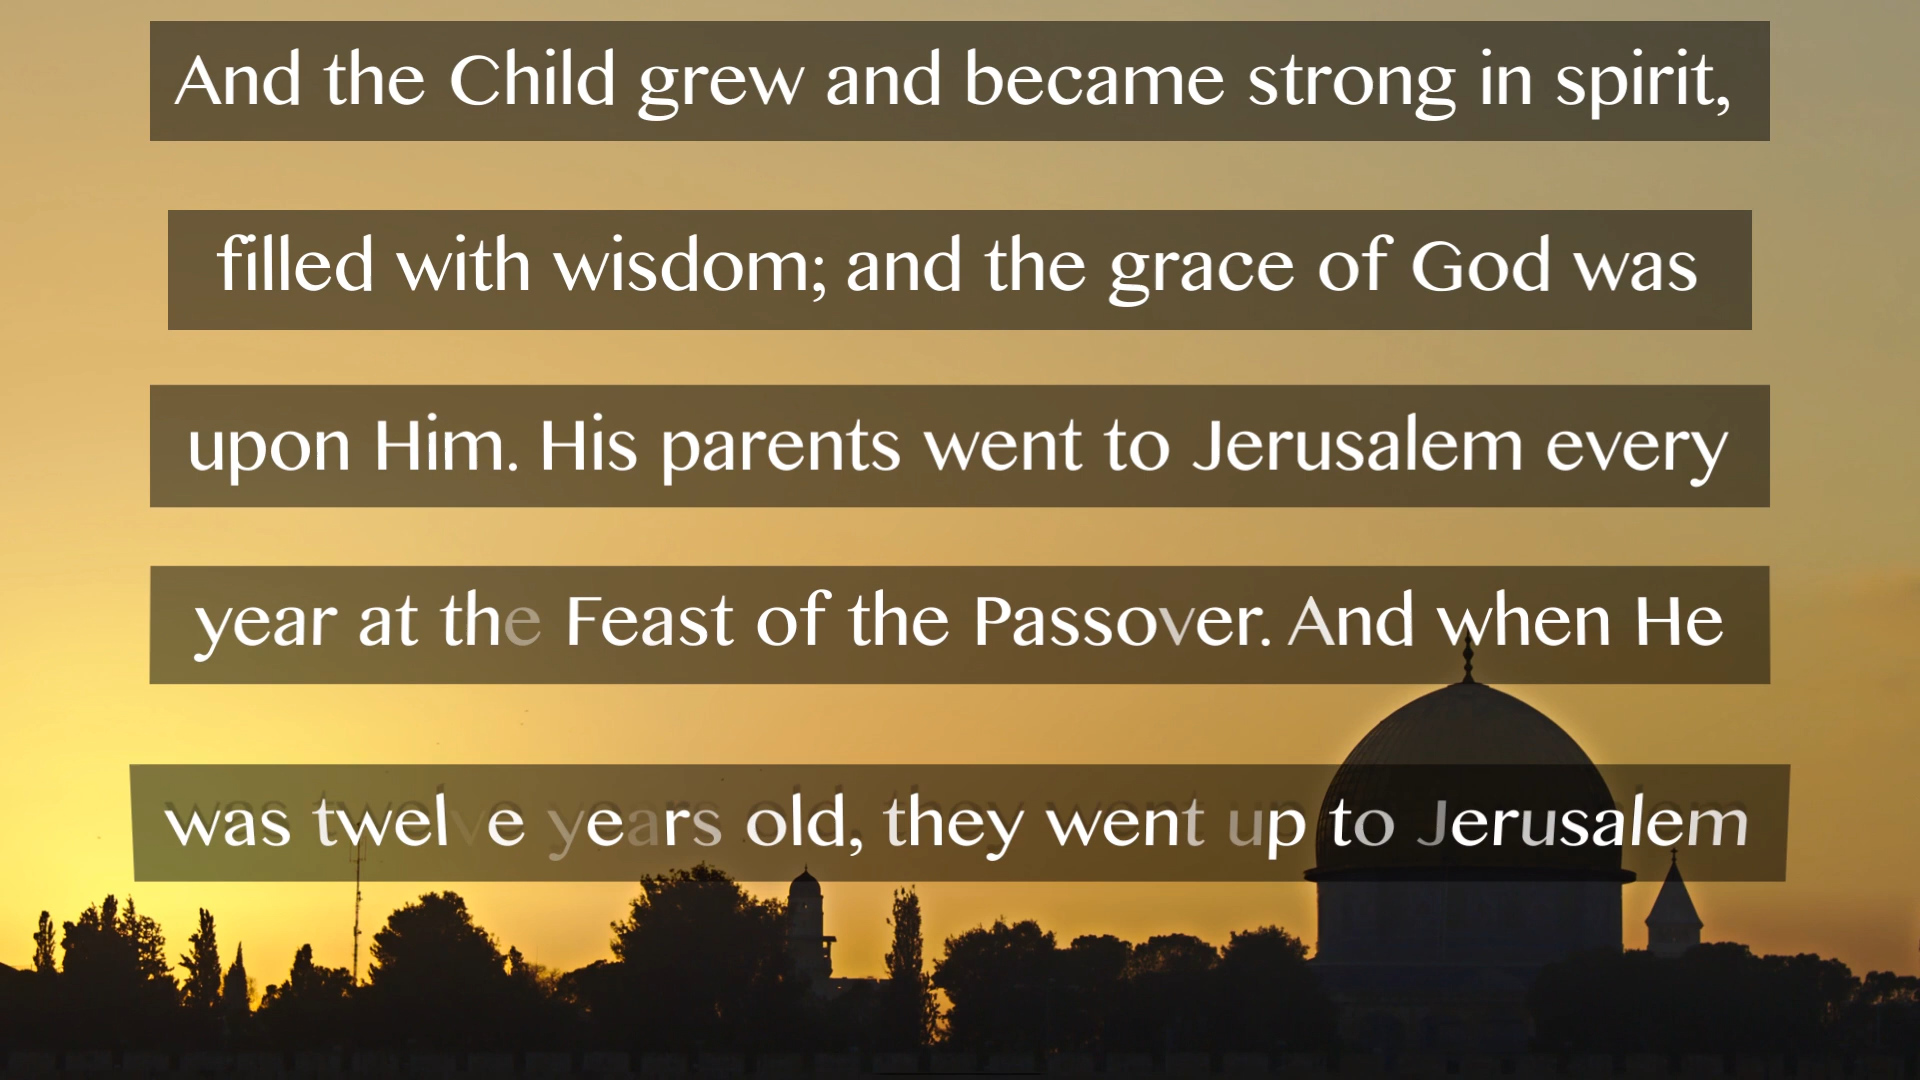 And the Child grew and became strong in spirit,
filled with wisdom; and the grace of God was
upon Him. His parents went to Jerusalem every
year at the Feast of the Passover. And when He
was twelve years old, they went up to Jerusalem